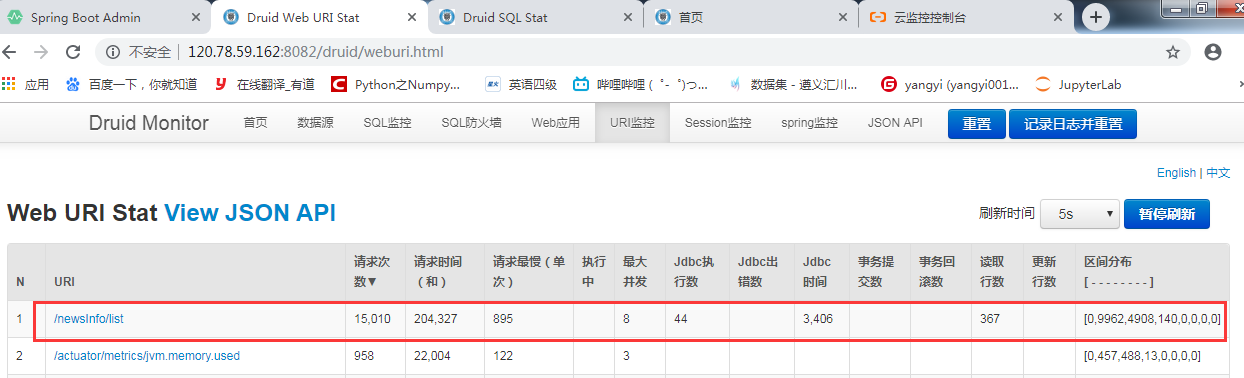 Spring Boot Admin
Druid Web URI Stat
Druid SQL Stat
首页
云监控控制台
不安全 | 120.78.59.162:8082/druid/weburi.html
应用 百度一下，你就知道 在线翻译_有道 Python之Numpy... 英语四级 哔哩哔哩 ( ゜- ゜)つ... 数据集 - 遵义汇川... yangyi (yangyi001... JupyterLab
Druid Monitor 首页 数据源 SQL监控 SQL防火墙 Web应用 URI监控 Session监控 spring监控 JSON API 重置 记录日志并重置
English | 中文
Web URI Stat View JSON API 刷新时间 5s 暂停刷新
N URI 请求次数▼ 请求时间（和） 请求最慢（单次） 执行中 最大并发 Jdbc执行数 Jdbc出错数 Jdbc时间 事务提交数 事务回滚数 读取行数 更新行数 区间分布 [ - - - - - - - - ]
1 /newsInfo/list 15,010 204,327 895 8 44 3,406 367 [0,9962,4908,140,0,0,0,0]
2 /actuator/metrics/jvm.memory.used 958 22,004 122 3 [0,457,488,13,0,0,0,0]